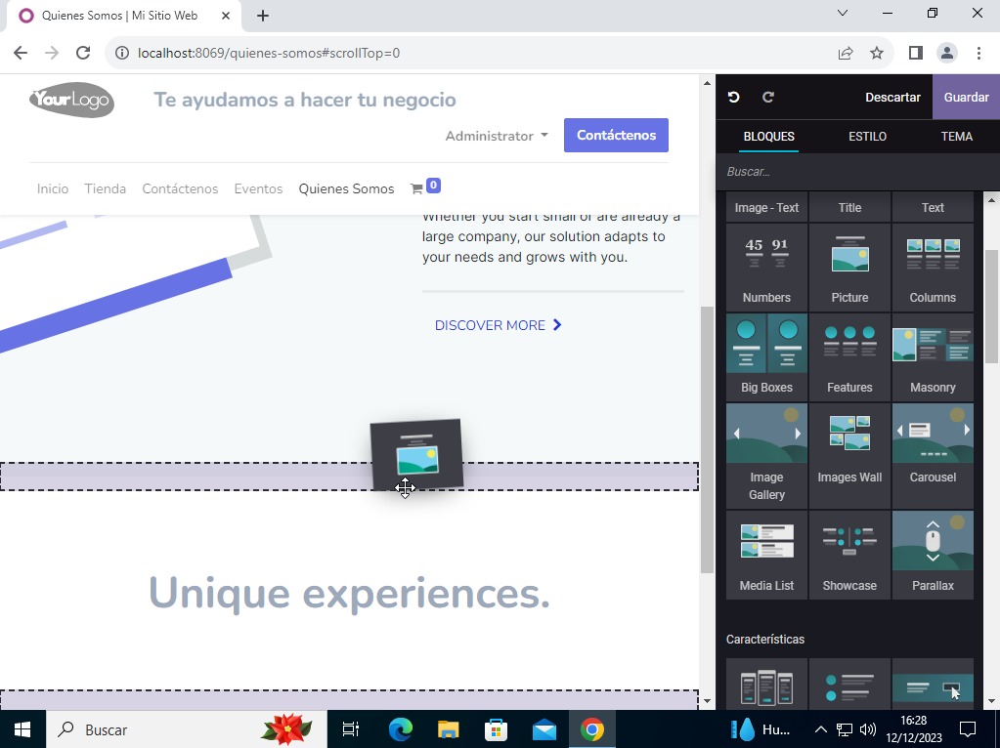 Quienes Somos | Mi Sitio Web
localhost:8069/quienes-somos#scrollTop=0
YourLogo
Te ayudamos a hacer tu negocio
Administrator
Contáctenos
Inicio
Tienda
Contáctenos
Eventos
Quienes Somos
0
Whether you start small or are already a
large company, our solution adapts to
your needs and grows with you.
DISCOVER MORE
Unique experiences.
Descartar
Guardar
BLOQUES
ESTILO
TEMA
Buscar...
Image - Text
Title
Text
45 91
Numbers
Picture
Columns
Big Boxes
Features
Masonry
Image
Gallery
Images Wall
Carousel
Media List
Showcase
Parallax
Características
Buscar
Hu...
16:28
12/12/2023